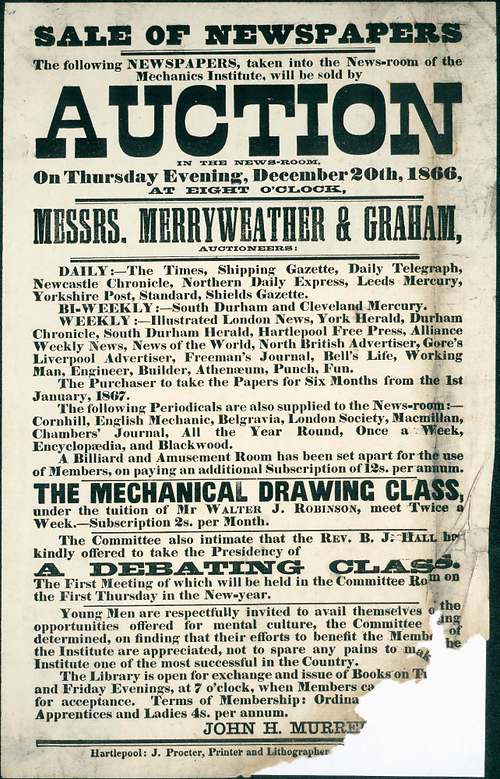 SALE OF NEWSPAPERS
The following NEWSPAPERS, taken into the News-room of the
Mechanics Institute, will be sold by
AUCTION
IN THE NEWS-ROOM,
On Thursday Evening, December 20th, 1866,
AT EIGHT O'CLOCK,
MESSRS. MERRYWEATHER & GRAHAM,
AUCTIONEERS:
DAILY:—The Times, Shipping Gazette, Daily Telegraph,
Newcastle Chronicle, Northern Daily Express, Leeds Mercury,
Yorkshire Post, Standard, Shields Gazette.
BI-WEEKLY:—South Durham and Cleveland Mercury.
WEEKLY:—Illustrated London News, York Herald, Durham
Chronicle, South Durham Herald, Hartlepool Free Press, Alliance
Weekly News, News of the World, North British Advertiser, Gore's
Liverpool Advertiser, Freeman's Journal, Bell's Life, Working
Man, Engineer, Builder, Athenæum, Punch, Fun.
The Purchaser to take the Papers for Six Months from the 1st
January, 1867.
The following Periodicals are also supplied to the News-room:—
Cornhill, English Mechanic, Belgravia, London Society, Macmillan,
Chambers' Journal, All the Year Round, Once a Week,
Encyclopædia, and Blackwood.
A Billiard and Amusement Room has been set apart for the use
of Members, on paying an additional Subscription of 12s. per annum.
THE MECHANICAL DRAWING CLASS,
under the tuition of Mr WALTER J. ROBINSON, meet Twice a
Week.—Subscription 2s. per Month.
The Committee also intimate that the REV. B. J. HALL
kindly offered to take the Presidency of
A DEBATING CLASS.
The First Meeting of which will be held in the Committee Room on
the First Thursday in the New-year.
Young Men are respectfully invited to avail themselves of the
opportunities offered for mental culture, the Committee
determined, on finding that their efforts to benefit the Members of
the Institute are appreciated, not to spare any pains to
Institute one of the most successful in the Country.
The Library is open for exchange and issue of Books on
and Friday Evenings, at 7 o'clock, when Members
for acceptance. Terms of Membership:
Apprentices and Ladies 4s. per annum.
JOHN H.
Hartlepool: J. Procter, Printer and Lithographer